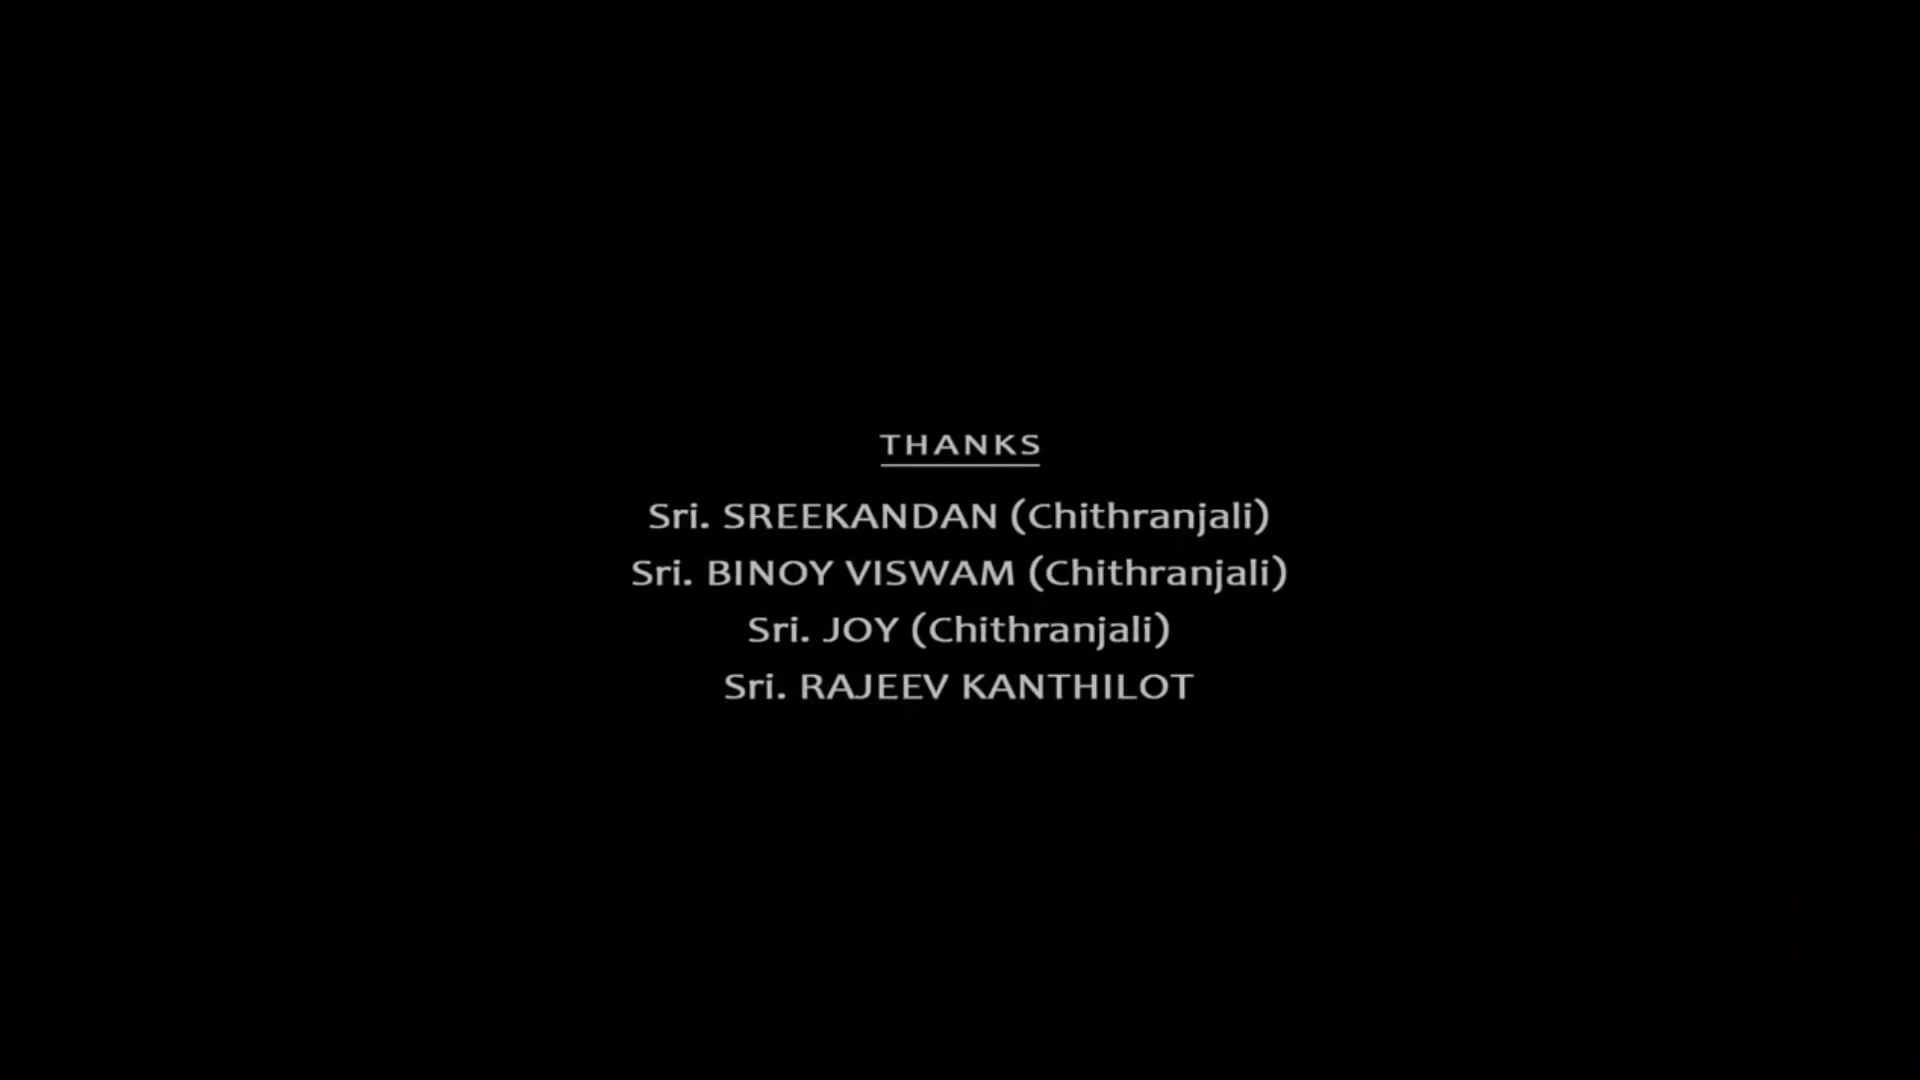 THANKS
Sri. SREEKANDAN (Chithranjali)
Sri. BINOY VISWAM (Chithranjali)
Sri. JOY (Chithranjali)
Sri. RAJEEV KANTHILOT